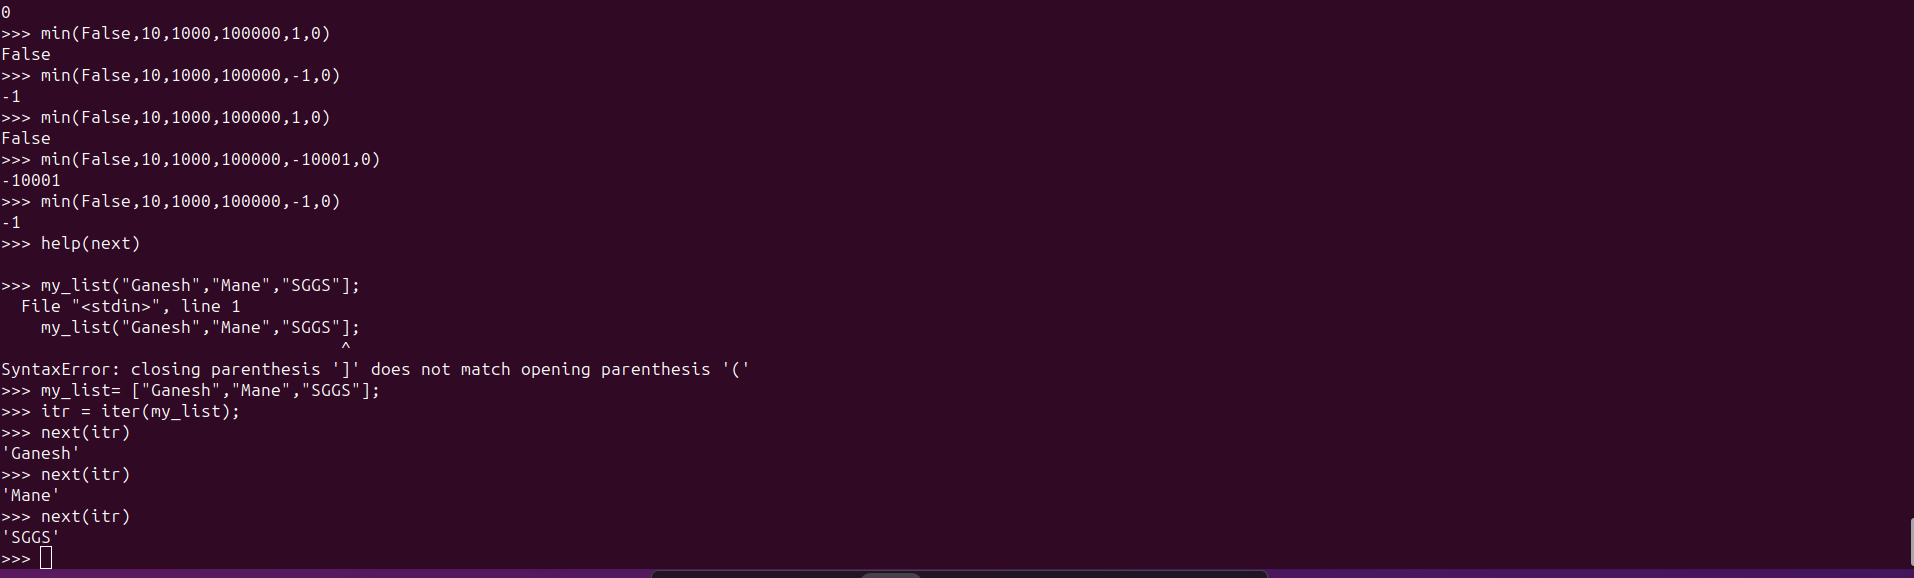 0
>>> min(False,10,1000,100000,1,0)
False
>>> min(False,10,1000,100000,-1,0)
-1
>>> min(False,10,1000,100000,1,0)
False
>>> min(False,10,1000,100000,-10001,0)
-10001
>>> min(False,10,1000,100000,-1,0)
-1
>>> help(next)

>>> my_list("Ganesh","Mane","SGGS"];
  File "<stdin>", line 1
    my_list("Ganesh","Mane","SGGS"];
                                  ^
SyntaxError: closing parenthesis ']' does not match opening parenthesis '('
>>> my_list= ["Ganesh","Mane","SGGS"];
>>> itr = iter(my_list);
>>> next(itr)
'Ganesh'
>>> next(itr)
'Mane'
>>> next(itr)
'SGGS'
>>>